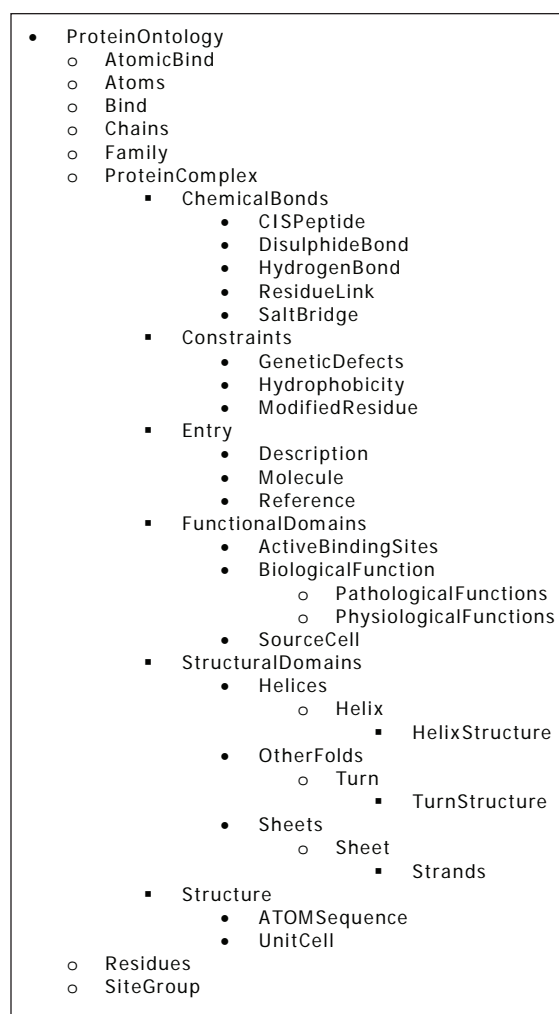 • ProteinOntology
o AtomicBind
o Atoms
o Bind
o Chains
o Family
o ProteinComplex
▪ ChemicalBonds
• CISPeptide
• DisulphideBond
• HydrogenBond
• ResidueLink
• SaltBridge
▪ Constraints
• GeneticDefects
• Hydrophobicity
• ModifiedResidue
▪ Entry
• Description
• Molecule
• Reference
▪ FunctionalDomains
• ActiveBindingSites
• BiologicalFunction
o PathologicalFunctions
o PhysiologicalFunctions
• SourceCell
▪ StructuralDomains
• Helices
o Helix
▪ HelixStructure
• OtherFolds
o Turn
▪ TurnStructure
• Sheets
o Sheet
▪ Strands
▪ Structure
• ATOMSequence
• UnitCell
o Residues
o SiteGroup